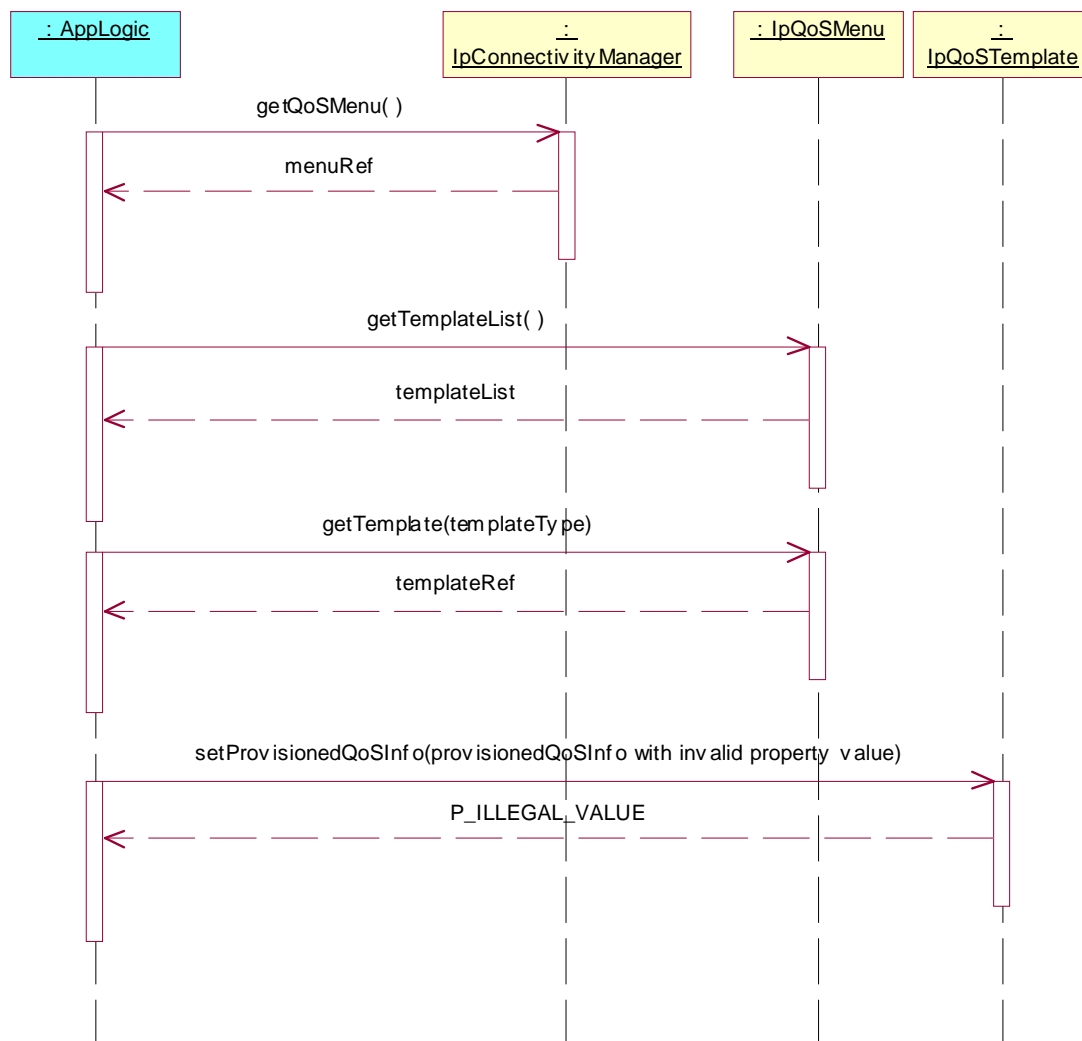 : AppLogic
:
IpConnectivityManager
: IpQoSMenu
:
IpQoSTemplate
getQoSMenu( )
menuRef
getTemplateList( )
templateList
getTemplate(templateType)
templateRef
setProvisionedQoSInfo(provisionedQoSInfo with invalid property value)
P_ILLEGAL_VALUE